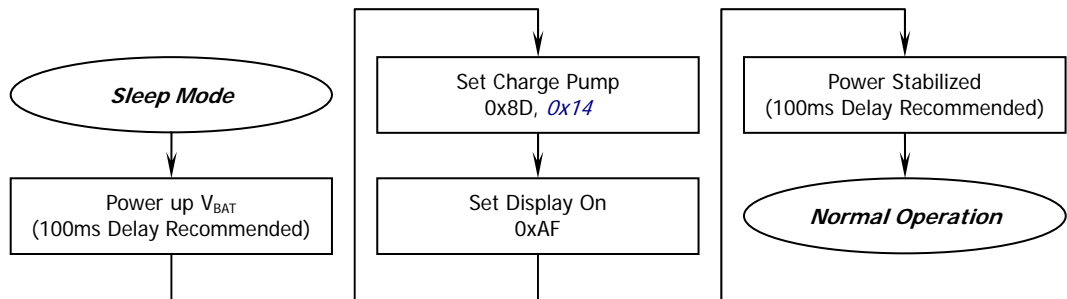 Sleep Mode
Power up VBAT
(100ms Delay Recommended)
Set Charge Pump
0x8D, 0x14
Set Display On
0xAF
Power Stabilized
(100ms Delay Recommended)
Normal Operation